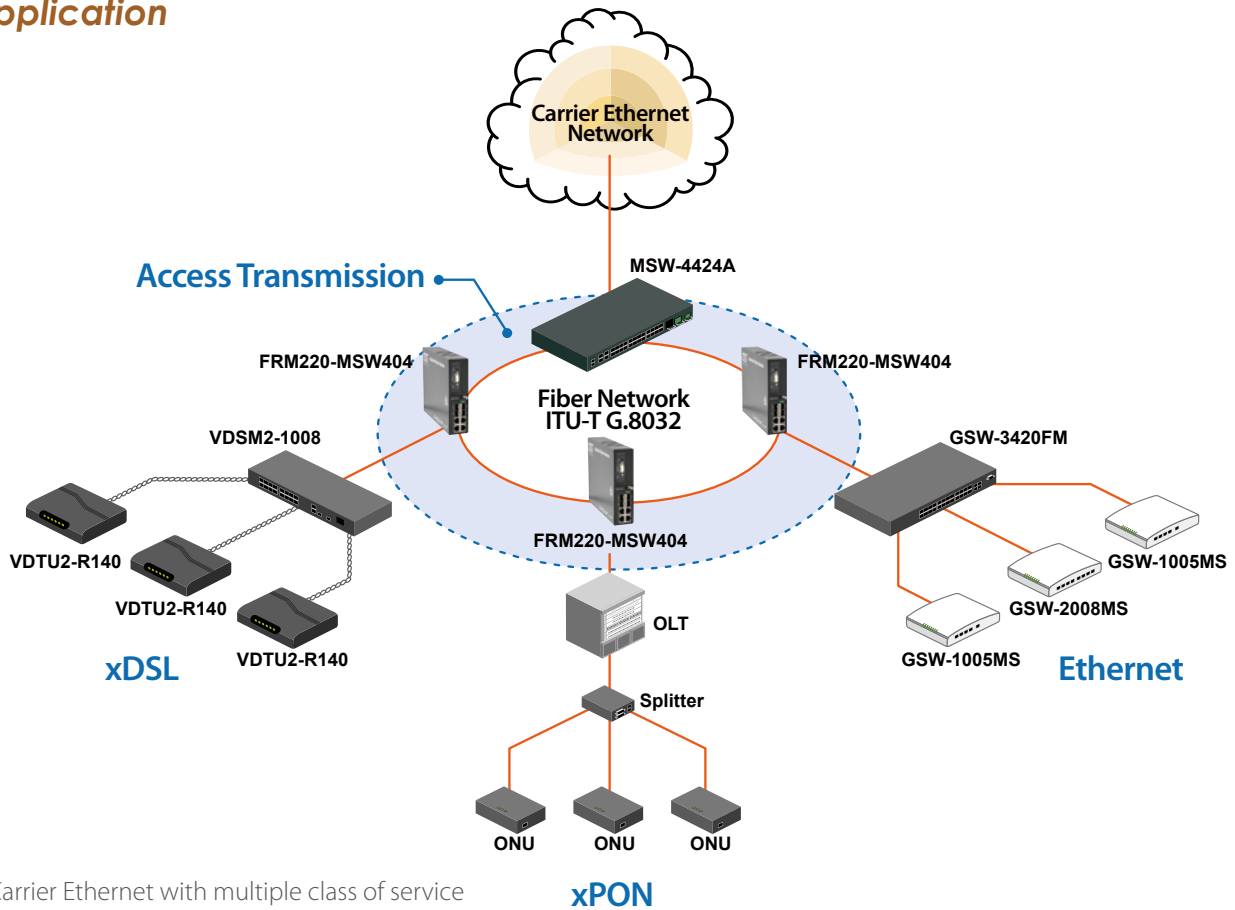 pplication
Carrier Ethernet
Network
MSW-4424A
Access Transmission
FRM220-MSW404
FRM220-MSW404
Fiber Network
ITU-T G.8032
VDSM2-1008
GSW-3420FM
FRM220-MSW404
VDTU2-R140
GSW-1005MS
VDTU2-R140
GSW-2008MS
OLT
VDTU2-R140
GSW-1005MS
xDSL
Ethernet
Splitter
ONU
ONU
ONU
Carrier Ethernet with multiple class of service
xPON